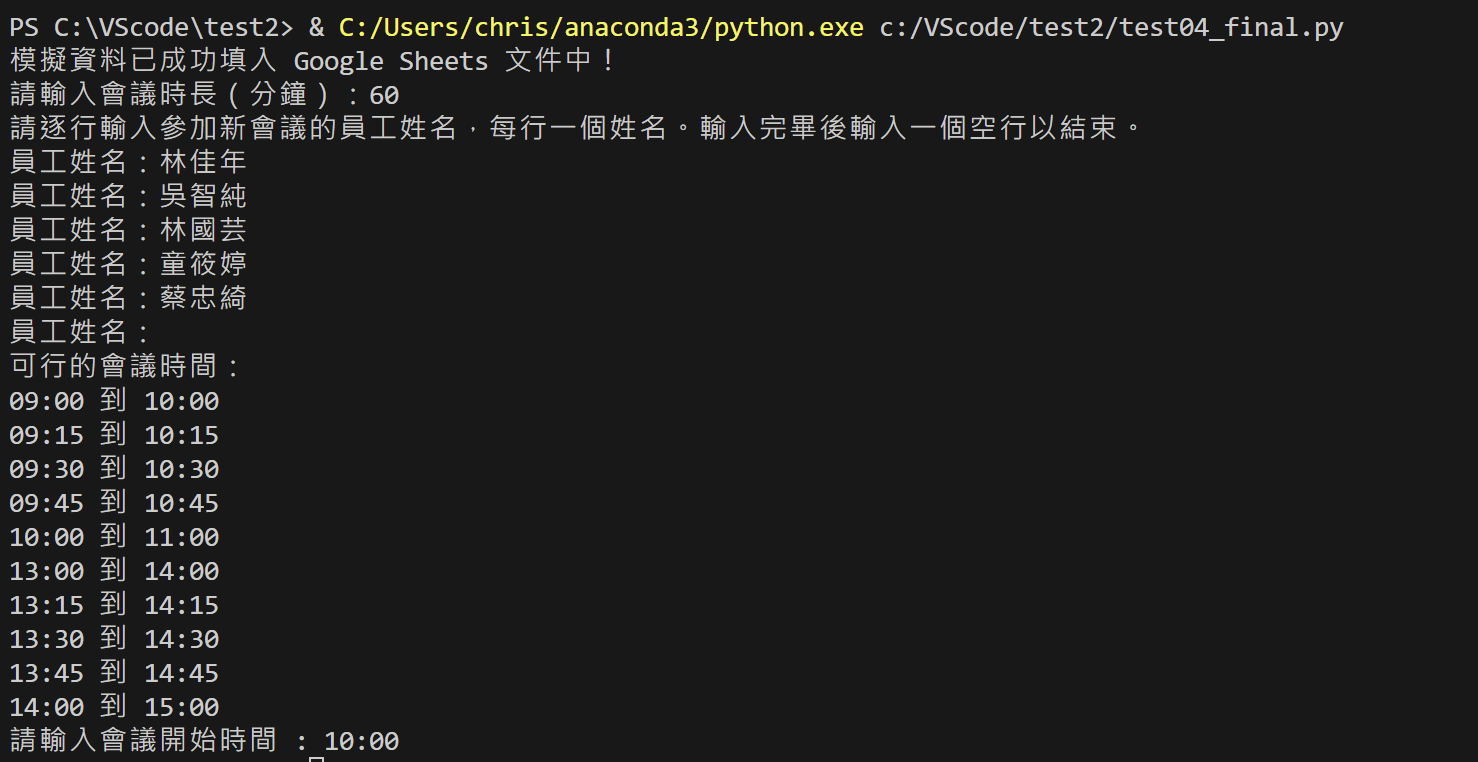 PS C:\VScode\test2> & C:/Users/chris/anaconda3/python.exe c:/VScode/test2/test04_final.py
模擬資料已成功填入 Google Sheets 文件中！
請輸入會議時長（分鐘）：60
請逐行輸入參加新會議的員工姓名，每行一個姓名。輸入完畢後輸入一個空行以結束。
員工姓名：林佳年
員工姓名：吳智純
員工姓名：林國芸
員工姓名：童筱婷
員工姓名：蔡忠綺
員工姓名：
可行的會議時間：
09:00 到 10:00
09:15 到 10:15
09:30 到 10:30
09:45 到 10:45
10:00 到 11:00
13:00 到 14:00
13:15 到 14:15
13:30 到 14:30
13:45 到 14:45
14:00 到 15:00
請輸入會議開始時間 : 10:00